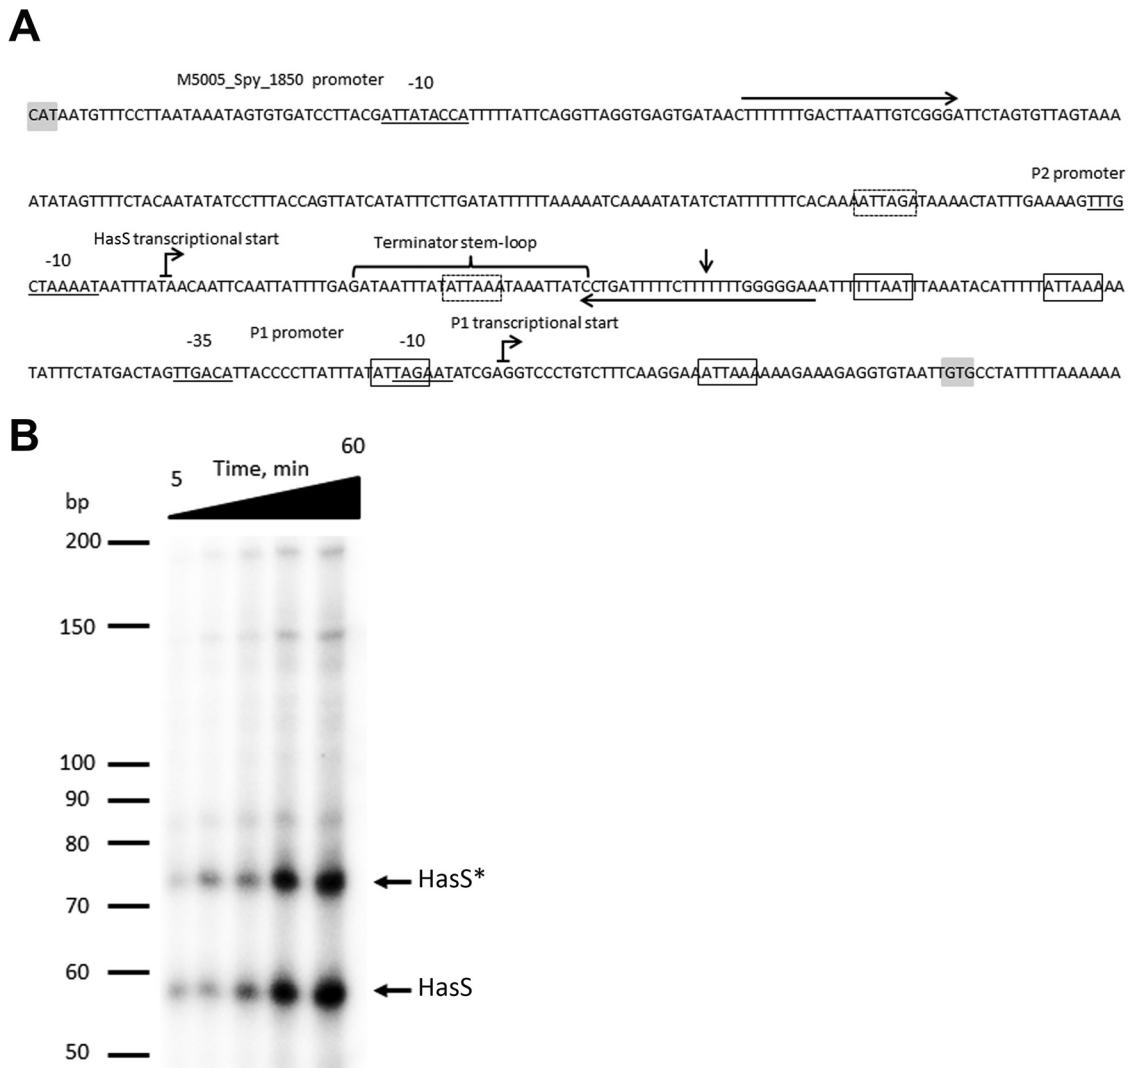 A
M5005_Spy_1850 promoter -10
CATAATGTTTCCTTAATAAATAGTGTGATCCTTACGATTATACCATTTTTATTCAGGTTAGGTGAGTGATAACTTTTTTTGACTTAATTGTCGGGATTCTAGTGTTAGTAAA
P2 promoter
ATATAGTTTTCTACAATATATCCTTTACCAGTTATCATATTTCTTGATATTTTTTAAAAATCAAAATATATCTATTTTTTTCACAAAATTAGATAAAACTATTTGAAAAGTTTG
-10 HasS transcriptional start Terminator stem-loop
CTAAAATAATTTATAACAATTCAATTATTTTGAGATAATTTATATTAAATAAATTATCCTGATTTTTCTTTTTTTGGGGGAAATTTTTTAATTTAAATACATTTTTATTAAAAA
-35 P1 promoter -10 P1 transcriptional start
TATTTCTATGACTAGTTGACATTACCCCTTATTTATATTAGAATATCGAGGTCCCTGTCTTTCAAGGAAATTAAAAAAGAAAGAGGTGTAATTGTGCCTATTTTTAAAAAA
B
5 Time, min 60
bp
200
150
100
90
80
HasS*
70
60
HasS
50